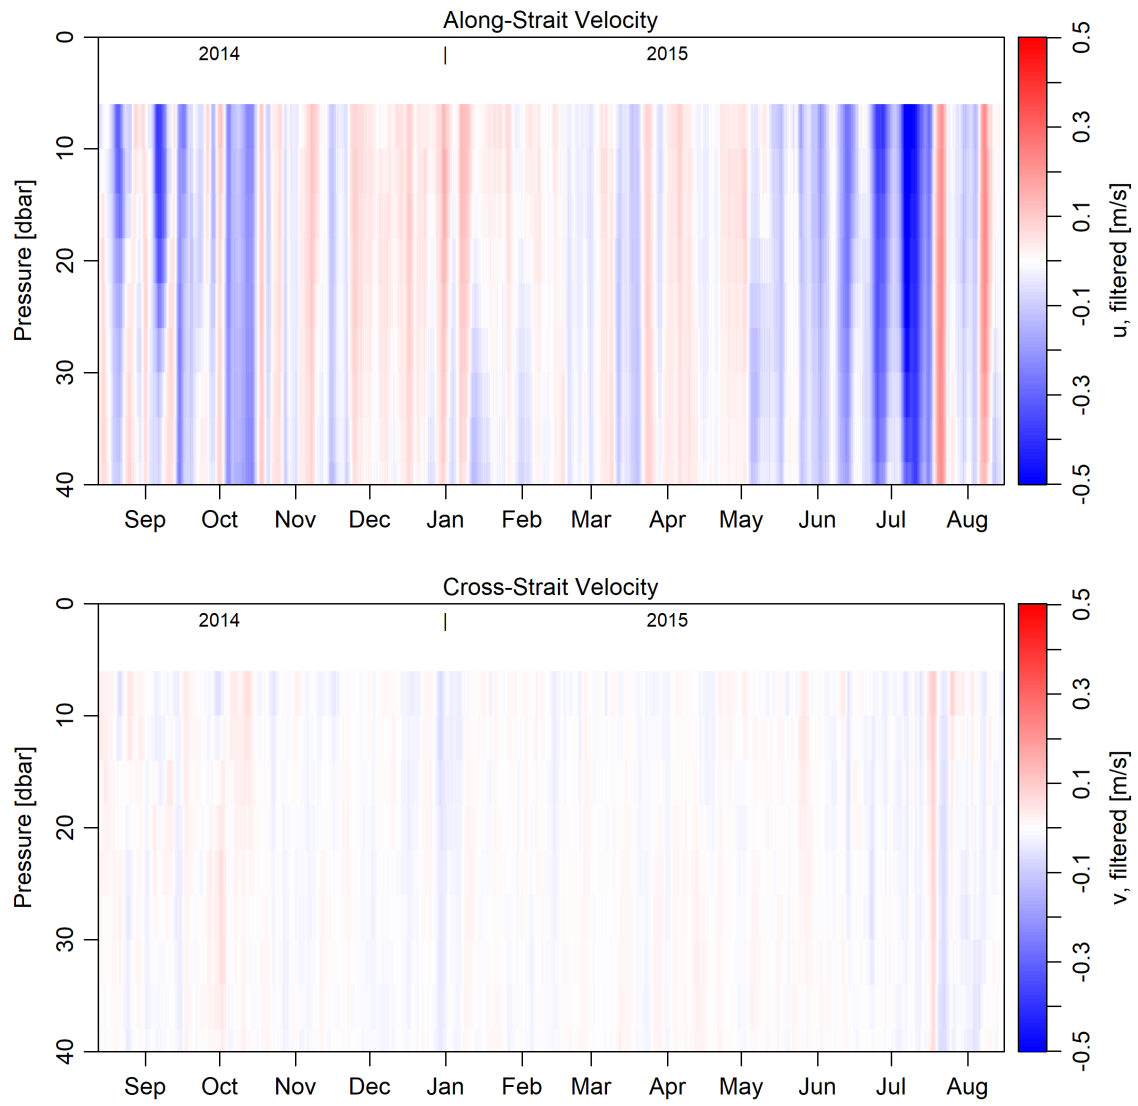 Along-Strait Velocity
2014 | 2015
0
10
20
30
40
Pressure [dbar]
Sep Oct Nov Dec Jan Feb Mar Apr May Jun Jul Aug
0.5
0.3
0.1
-0.1
-0.3
-0.5
u, filtered [m/s]
Cross-Strait Velocity
2014 | 2015
0
10
20
30
40
Pressure [dbar]
Sep Oct Nov Dec Jan Feb Mar Apr May Jun Jul Aug
0.5
0.3
0.1
-0.1
-0.3
-0.5
v, filtered [m/s]